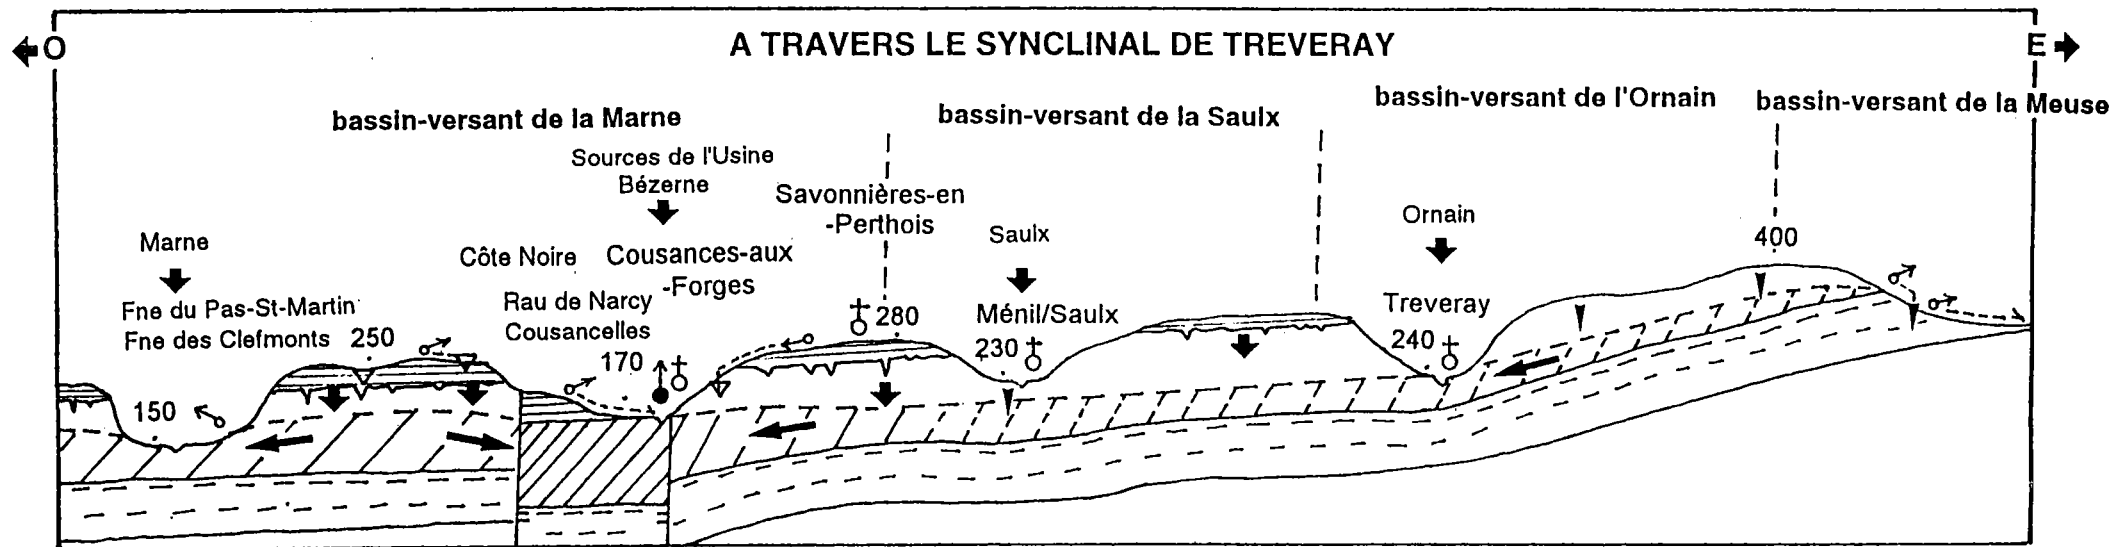 O
A TRAVERS LE SYNCLINAL DE TREVERAY
E
bassin-versant de la Marne
bassin-versant de la Saulx
bassin-versant de l'Ornain
bassin-versant de la Meuse
Sources de l'Usine
Bézerne
Savonnières-en
-Perthois
Marne
Côte Noire
Cousances-aux
-Forges
Saulx
Ornain
400
Fne du Pas-St-Martin
Fne des Clefmonts
250
Rau de Narcy
Cousancelles
170
280
Ménil/Saulx
230
Treveray
240
150